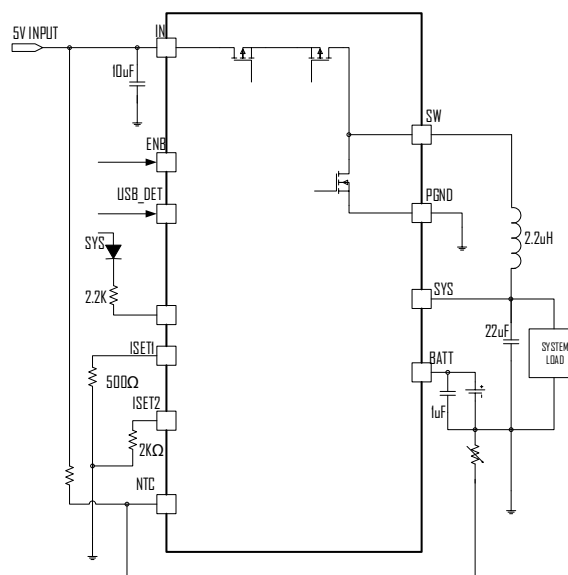 5V INPUT
IN
10uF
SW
ENB
USB_DET
PGND
SYS
2.2uH
2.2K
SYS
ISET1
22uF
SYSTEM
LOAD
BATT
500Ω
ISET2
1uF
2KΩ
NTC